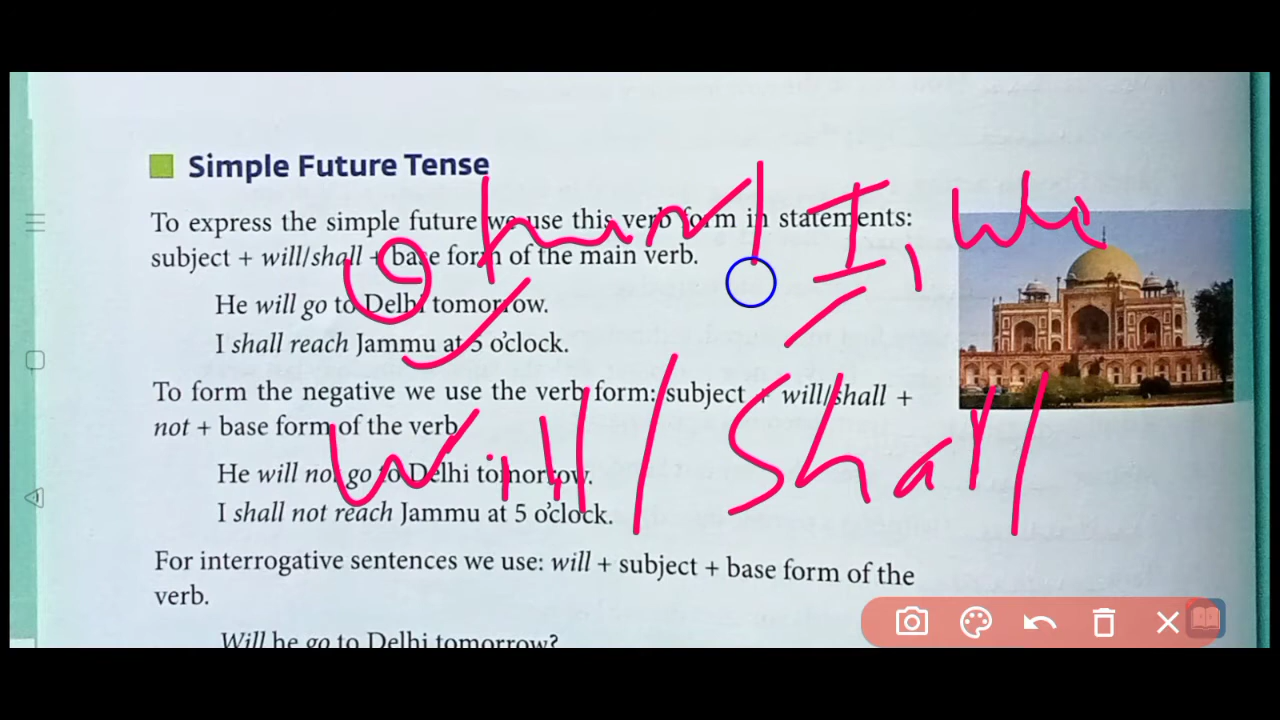 Simple Future Tense
To express the simple future we use this verb form in statements:
subject + will/shall + base form of the main verb.
I, We
He will go to Delhi tomorrow.
I shall reach Jammu at 5 o'clock.
To form the negative we use the verb form: subject + will/shall +
not + base form of the verb
Will / Shall
He will not go to Delhi tomorrow.
I shall not reach Jammu at 5 o'clock.
For interrogative sentences we use: will + subject + base form of the
verb.
Will he go to Delhi tomorrow?